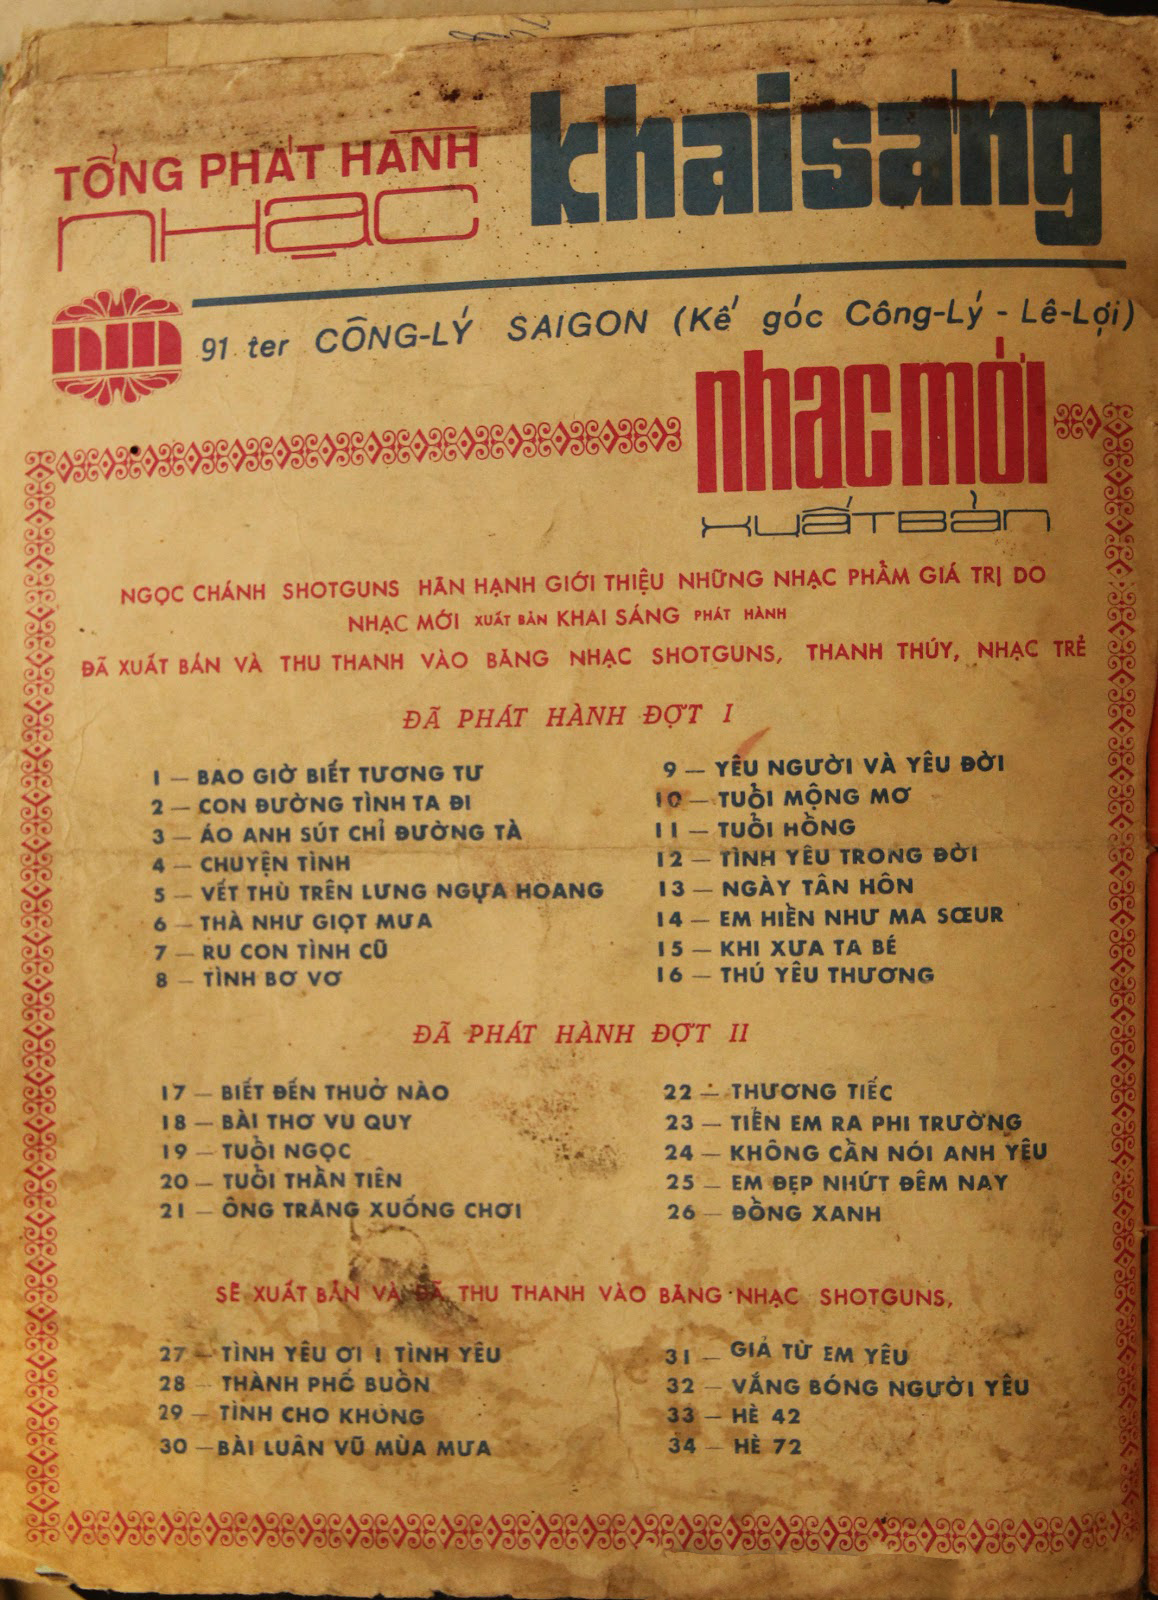 TỔNG PHÁT HÀNH
NHẠC
khai sáng
NM
91 ter CÔNG-LÝ SAIGON (Kế góc Công-Lý - Lê-Lợi)
nhạc mới
XUẤT BẢN
NGỌC CHÁNH SHOTGUNS HÂN HẠNH GIỚI THIỆU NHỮNG NHẠC PHẨM GIÁ TRỊ DO
NHẠC MỚI XUẤT BẢN KHAI SÁNG PHÁT HÀNH
ĐÃ XUẤT BẢN VÀ THU THANH VÀO BĂNG NHẠC SHOTGUNS, THANH THÚY, NHẠC TRẺ
ĐÃ PHÁT HÀNH ĐỢT I
1 — BAO GIỜ BIẾT TƯƠNG TƯ
2 — CON ĐƯỜNG TÌNH TA ĐI
3 — ÁO ANH SÚT CHỈ ĐƯỜNG TÀ
4 — CHUYỆN TÌNH
5 — VẾT THÙ TRÊN LƯNG NGỰA HOANG
6 — THÀ NHƯ GIỌT MƯA
7 — RU CON TÌNH CŨ
8 — TÌNH BƠ VƠ
9 — YÊU NGƯỜI VÀ YÊU ĐỜI
10 — TUỔI MỘNG MƠ
11 — TUỔI HỒNG
12 — TÌNH YÊU TRONG ĐỜI
13 — NGÀY TÂN HÔN
14 — EM HIỀN NHƯ MA SŒUR
15 — KHI XƯA TA BÉ
16 — THÚ YÊU THƯƠNG
ĐÃ PHÁT HÀNH ĐỢT II
17 — BIẾT ĐẾN THUỞ NÀO
18 — BÀI THƠ VU QUY
19 — TUỔI NGỌC
20 — TUỔI THẦN TIÊN
21 — ÔNG TRĂNG XUỐNG CHƠI
22 — THƯƠNG TIẾC
23 — TIỄN EM RA PHI TRƯỜNG
24 — KHÔNG CẦN NÓI ANH YÊU
25 — EM ĐẸP NHỨT ĐÊM NAY
26 — ĐỒNG XANH
SẼ XUẤT BẢN VÀ ĐÃ THU THANH VÀO BĂNG NHẠC SHOTGUNS,
27 — TÌNH YÊU ƠI ! TÌNH YÊU
28 — THÀNH PHỐ BUỒN
29 — TÌNH CHO KHÔNG
30 — BÀI LUÂN VŨ MÙA MƯA
31 — GIẢ TỪ EM YÊU
32 — VẮNG BÓNG NGƯỜI YÊU
33 — HÈ 42
34 — HÈ 72